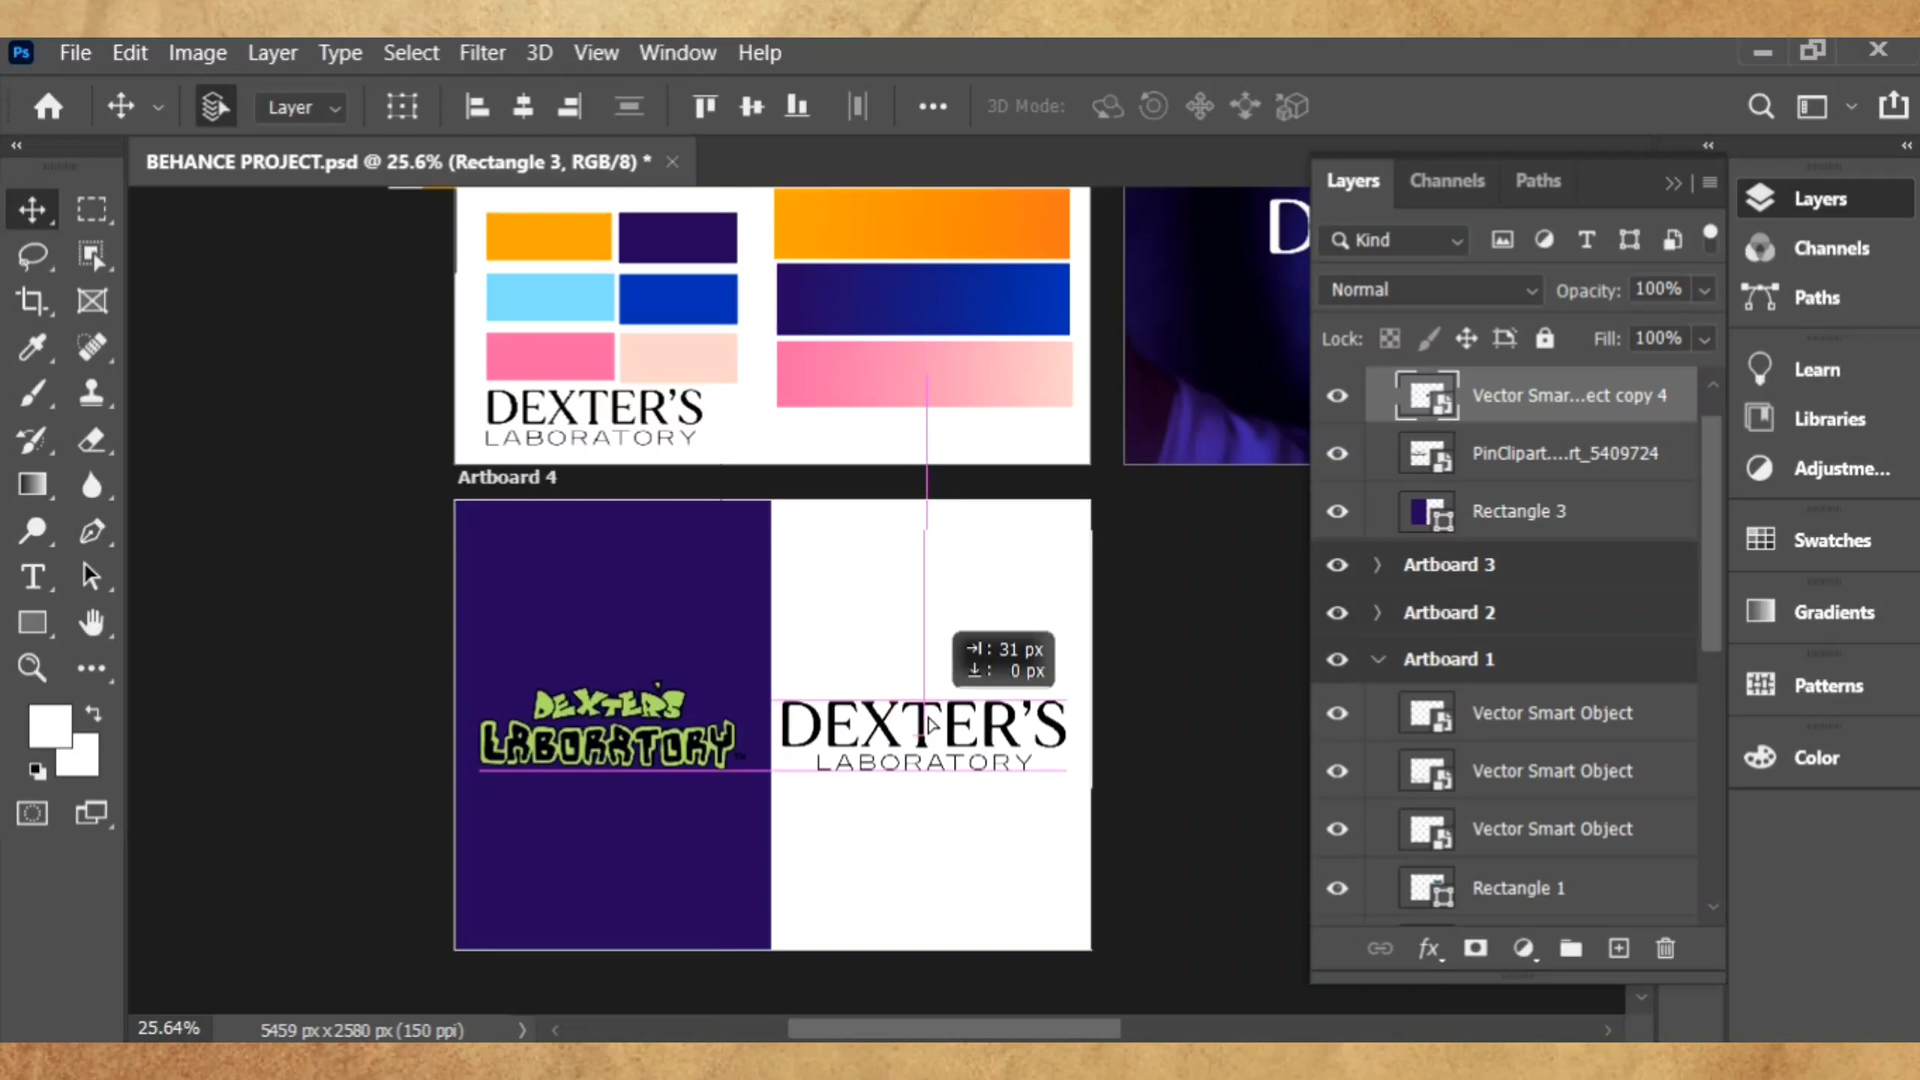 Ps File Edit Image Layer Type Select Filter 3D View Window Help
Layer 3D Mode:
BEHANCE PROJECT.psd @ 25.6% (Rectangle 3, RGB/8) *
Layers Channels Paths
Kind
Normal Opacity: 100%
Lock: Fill: 100%
Vector Smar...ect copy 4
PinClipart....rt_5409724
Rectangle 3
Artboard 3
Artboard 2
Artboard 1
Vector Smart Object
Vector Smart Object
Vector Smart Object
Rectangle 1
fx
Layers
Channels
Paths
Learn
Libraries
Adjustme...
Swatches
Gradients
Patterns
Color
D
DEXTER'S
LABORATORY
Artboard 4
DEXTER'S
LABORATORY
DEXTER'S
LABORATORY
: 31 px
: 0 px
25.64% 5459 px x 2580 px (150 ppi)